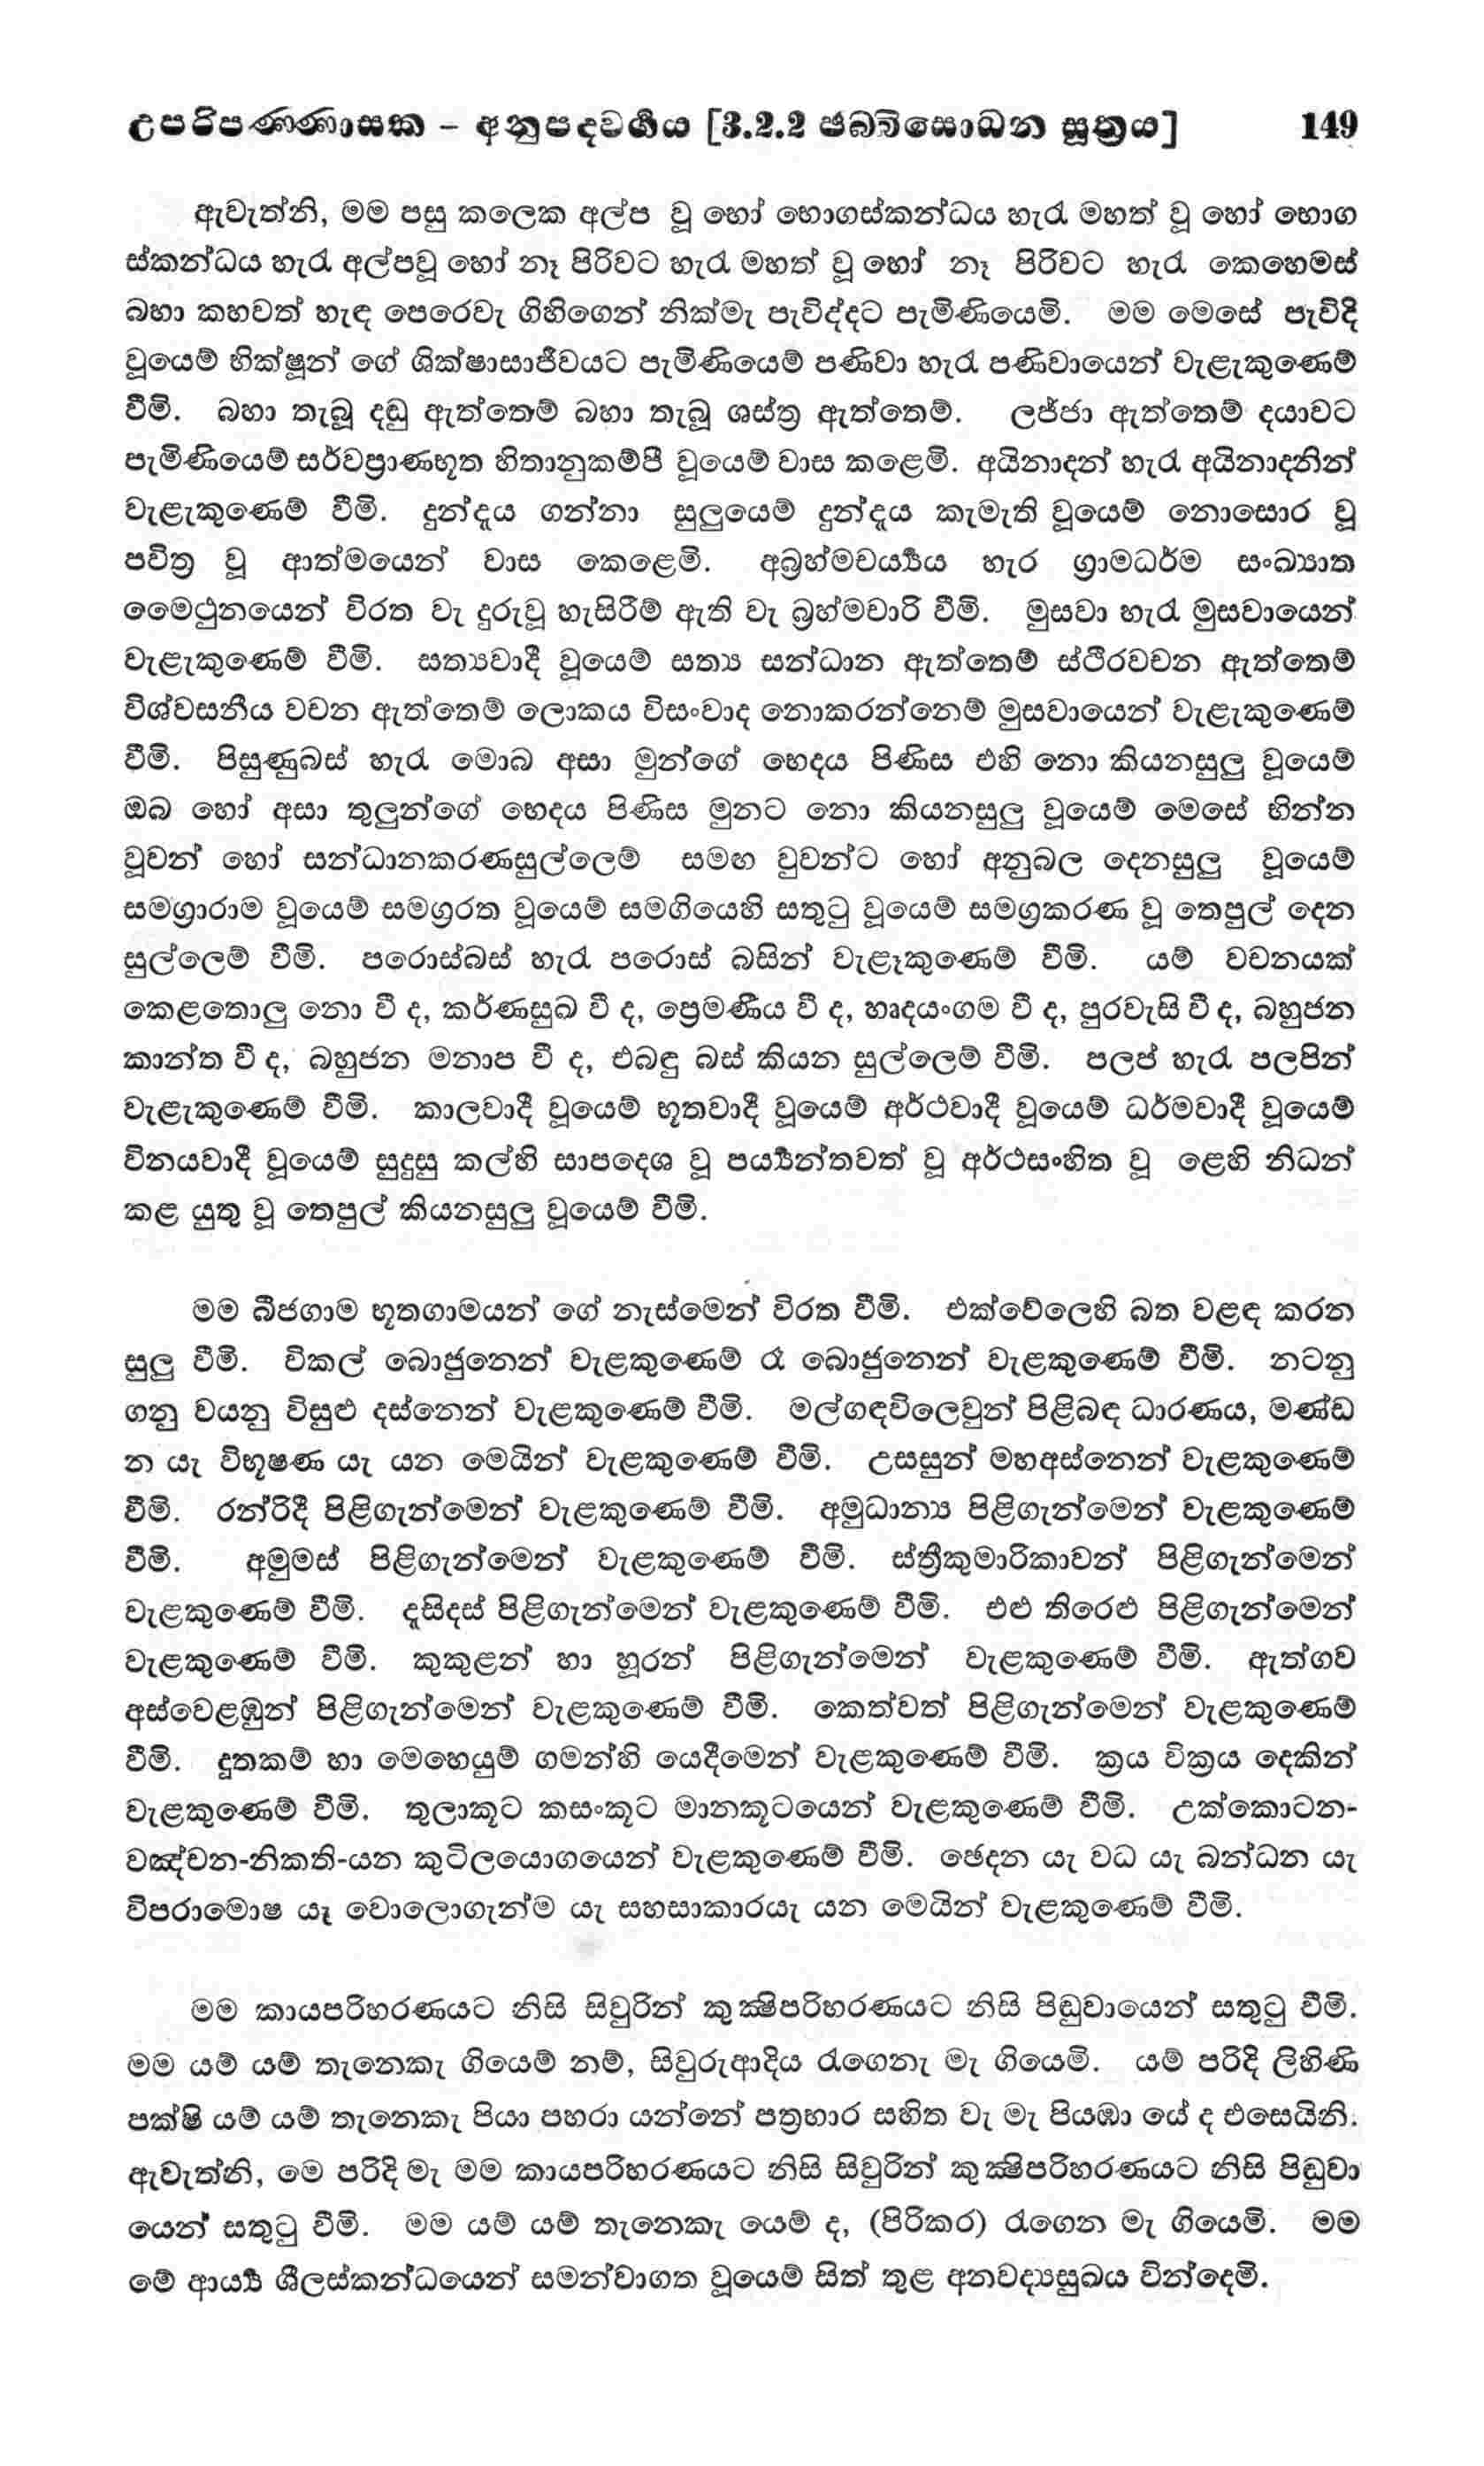 උපරිපණ්ණාසක – අනුපදවර්ගය [3.2.2 ඡබ්බිසොධන සූත්‍රය] 149
ඇවැත්නි, මම පසු කලෙක අල්ප වූ හෝ භොගස්කන්ධය හැරැ මහත් වූ හෝ භොග
ස්කන්ධය හැරැ අල්පවූ හෝ නෑ පිරිවට හැරැ මහත් වූ හෝ නෑ පිරිවට හැරැ කෙහෙමස්
බහා කහවත් හැඳ පෙරෙවැ ගිහිගෙන් නික්මැ පැවිද්දට පැමිණියෙමි. මම මෙසේ පැවිදි
වූයෙම් භික්ෂූන් ගේ ශික්ෂාසාජීවයට පැමිණියෙම් පණිවා හැරැ පණිවායෙන් වැළැකුණෙම්
වීමි. බහා තැබූ දඬු ඇත්තෙම් බහා තැබූ ශස්ත්‍ර ඇත්තෙම්. ලජ්ජා ඇත්තෙම් දයාවට
පැමිණියෙම් සර්වප්‍රාණභූත හිතානුකම්පී වූයෙම් වාස කළෙමි. අයිනාදන් හැරැ අයිනාදනින්
වැළැකුණෙම් වීමි. දුන්දෑය ගන්නා සුලුයෙම් දුන්දෑය කැමැති වූයෙම් නොසොර වූ
පවිත්‍ර වූ ආත්මයෙන් වාස කෙළෙමි. අබ්‍රහ්මචර්‍ය්‍යය හැර ග්‍රාමධර්ම සංඛ්‍යාත
මෛථුනයෙන් විරත වැ දුරුවූ හැසිරීම් ඇති වැ බ්‍රහ්මචාරි වීමි. මුසවා හැරැ මුසවායෙන්
වැළැකුණෙම් වීමි. සත්‍යවාදී වූයෙම් සත්‍ය සන්ධාන ඇත්තෙම් ස්ථිරවචන ඇත්තෙම්
විශ්වසනීය වචන ඇත්තෙම් ලොකය විසංවාද නොකරන්නෙම් මුසවායෙන් වැළැකුණෙම්
වීමි. පිසුණුබස් හැරැ මොබ අසා මුන්ගේ භෙදය පිණිස එහි නො කියනසුලු වූයෙම්
ඔබ හෝ අසා තුලුන්ගේ භෙදය පිණිස මුනට නො කියනසුලු වූයෙම් මෙසේ භින්න
වූවන් හෝ සන්ධානකරණසුල්ලෙම් සමඟ වුවන්ට හෝ අනුබල දෙනසුලු වූයෙම්
සමග්‍රාරාම වූයෙම් සමග්‍රරත වූයෙම් සමගියෙහි සතුටු වූයෙම් සමග්‍රකරණ වූ තෙපුල් දෙන
සුල්ලෙම් වීමි. පරොස්බස් හැරැ පරොස් බසින් වැළෑකුණෙම් වීමි. යම් වචනයක්
කෙළතොලු නො වී ද, කර්ණසුඛ වී ද, ප්‍රෙමණීය වී ද, හෘදයංගම වී ද, පුරවැසි වී ද, බහුජන
කාන්ත වී ද, බහුජන මනාප වී ද, එබඳු බස් කියන සුල්ලෙම් වීමි. පලප් හැරැ පලපින්
වැළැකුණෙම් වීමි. කාලවාදී වූයෙම් භූතවාදී වූයෙම් අර්ථවාදී වූයෙම් ධර්මවාදී වූයෙම්
විනයවාදී වූයෙම් සුදුසු කල්හි සාපදෙශ වූ පර්‍ය්‍යන්තවත් වූ අර්ථසංහිත වූ ළෙහි නිධන්
කළ යුතු වූ තෙපුල් කියනසුලු වූයෙම් වීමි.
මම බීජගාම භූතගාමයන් ගේ නැස්මෙන් විරත වීමි. එක්වේලෙහි බත වළඳ කරන
සුලු වීමි. විකල් බොජුනෙන් වැළකුණෙම් රෑ බොජුනෙන් වැළකුණෙම් වීමි. නටනු
ගනු වයනු විසුළු දස්නෙන් වැළකුණෙම් වීමි. මල්ගඳවිලෙවුන් පිළිබඳ ධාරණය, මණ්ඩ
න යැ විභූෂණ යැ යන මෙයින් වැළකුණෙම් වීමි. උසසුන් මහඅස්නෙන් වැළකුණෙම්
වීමි. රන්රිදී පිළිගැන්මෙන් වැළකුණෙම් වීමි. අමුධාන්‍ය පිළිගැන්මෙන් වැළකුණෙම්
වීමි. අමුමස් පිළිගැන්මෙන් වැළකුණෙම් වීමි. ස්ත්‍රීකුමාරිකාවන් පිළිගැන්මෙන්
වැළකුණෙම් වීමි. දැසිදස් පිළිගැන්මෙන් වැළකුණෙම් වීමි. එළු තිරෙළු පිළිගැන්මෙන්
වැළකුණෙම් වීමි. කුකුළන් හා හූරන් පිළිගැන්මෙන් වැළකුණෙම් වීමි. ඇත්ගව
අස්වෙළඹුන් පිළිගැන්මෙන් වැළකුණෙම් වීමි. කෙත්වත් පිළිගැන්මෙන් වැළකුණෙම්
වීමි. දූතකම් හා මෙහෙයුම් ගමන්හි යෙදීමෙන් වැළකුණෙම් වීමි. ක්‍රය වික්‍රය දෙකින්
වැළකුණෙම් වීමි. තුලාකූට කසංකූට මානකූටයෙන් වැළකුණෙම් වීමි. උක්කොටන-
වඤ්චන-නිකති-යන කුටිලයොගයෙන් වැළකුණෙම් වීමි. ඡෙදන යැ වධ යැ බන්ධන යැ
විපරාමොෂ යෑ වොලොගැන්ම යැ සහසාකාරයැ යන මෙයින් වැළකුණෙම් වීමි.
මම කායපරිහරණයට නිසි සිවුරින් කුක්‍ෂිපරිහරණයට නිසි පිඬුවායෙන් සතුටු වීමි.
මම යම් යම් තැනෙකැ ගියෙම් නම්, සිවුරුආදිය රැගෙනැ මැ ගියෙමි. යම් පරිදි ලිහිණි
පක්ෂි යම් යම් තැනෙකැ පියා පහරා යන්නේ පත්‍රභාර සහිත වැ මැ පියඹා යේ ද එසෙයිනි.
ඇවැත්නි, මෙ පරිදි මැ මම කායපරිහරණයට නිසි සිවුරින් කුක්‍ෂිපරිහරණයට නිසි පිඬුවා
යෙන් සතුටු වීමි. මම යම් යම් තැනෙකැ යෙම් ද, (පිරිකර) රැගෙන මැ ගියෙමි. මම
මේ ආර්‍ය්‍ය ශීලස්කන්ධයෙන් සමන්වාගත වූයෙම් සිත් තුළ අනවද්‍යසුඛය වින්දෙමි.